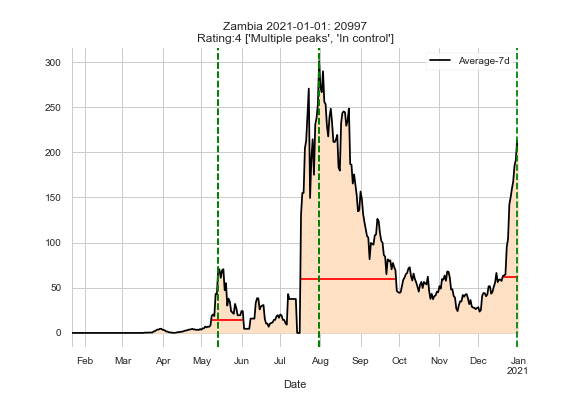 Zambia 2021-01-01: 20997
Rating:4 ['Multiple peaks', 'In control']
Average-7d
300
250
200
150
100
50
0
Feb Mar Apr May Jun Jul Aug Sep Oct Nov Dec Jan
2021
Date